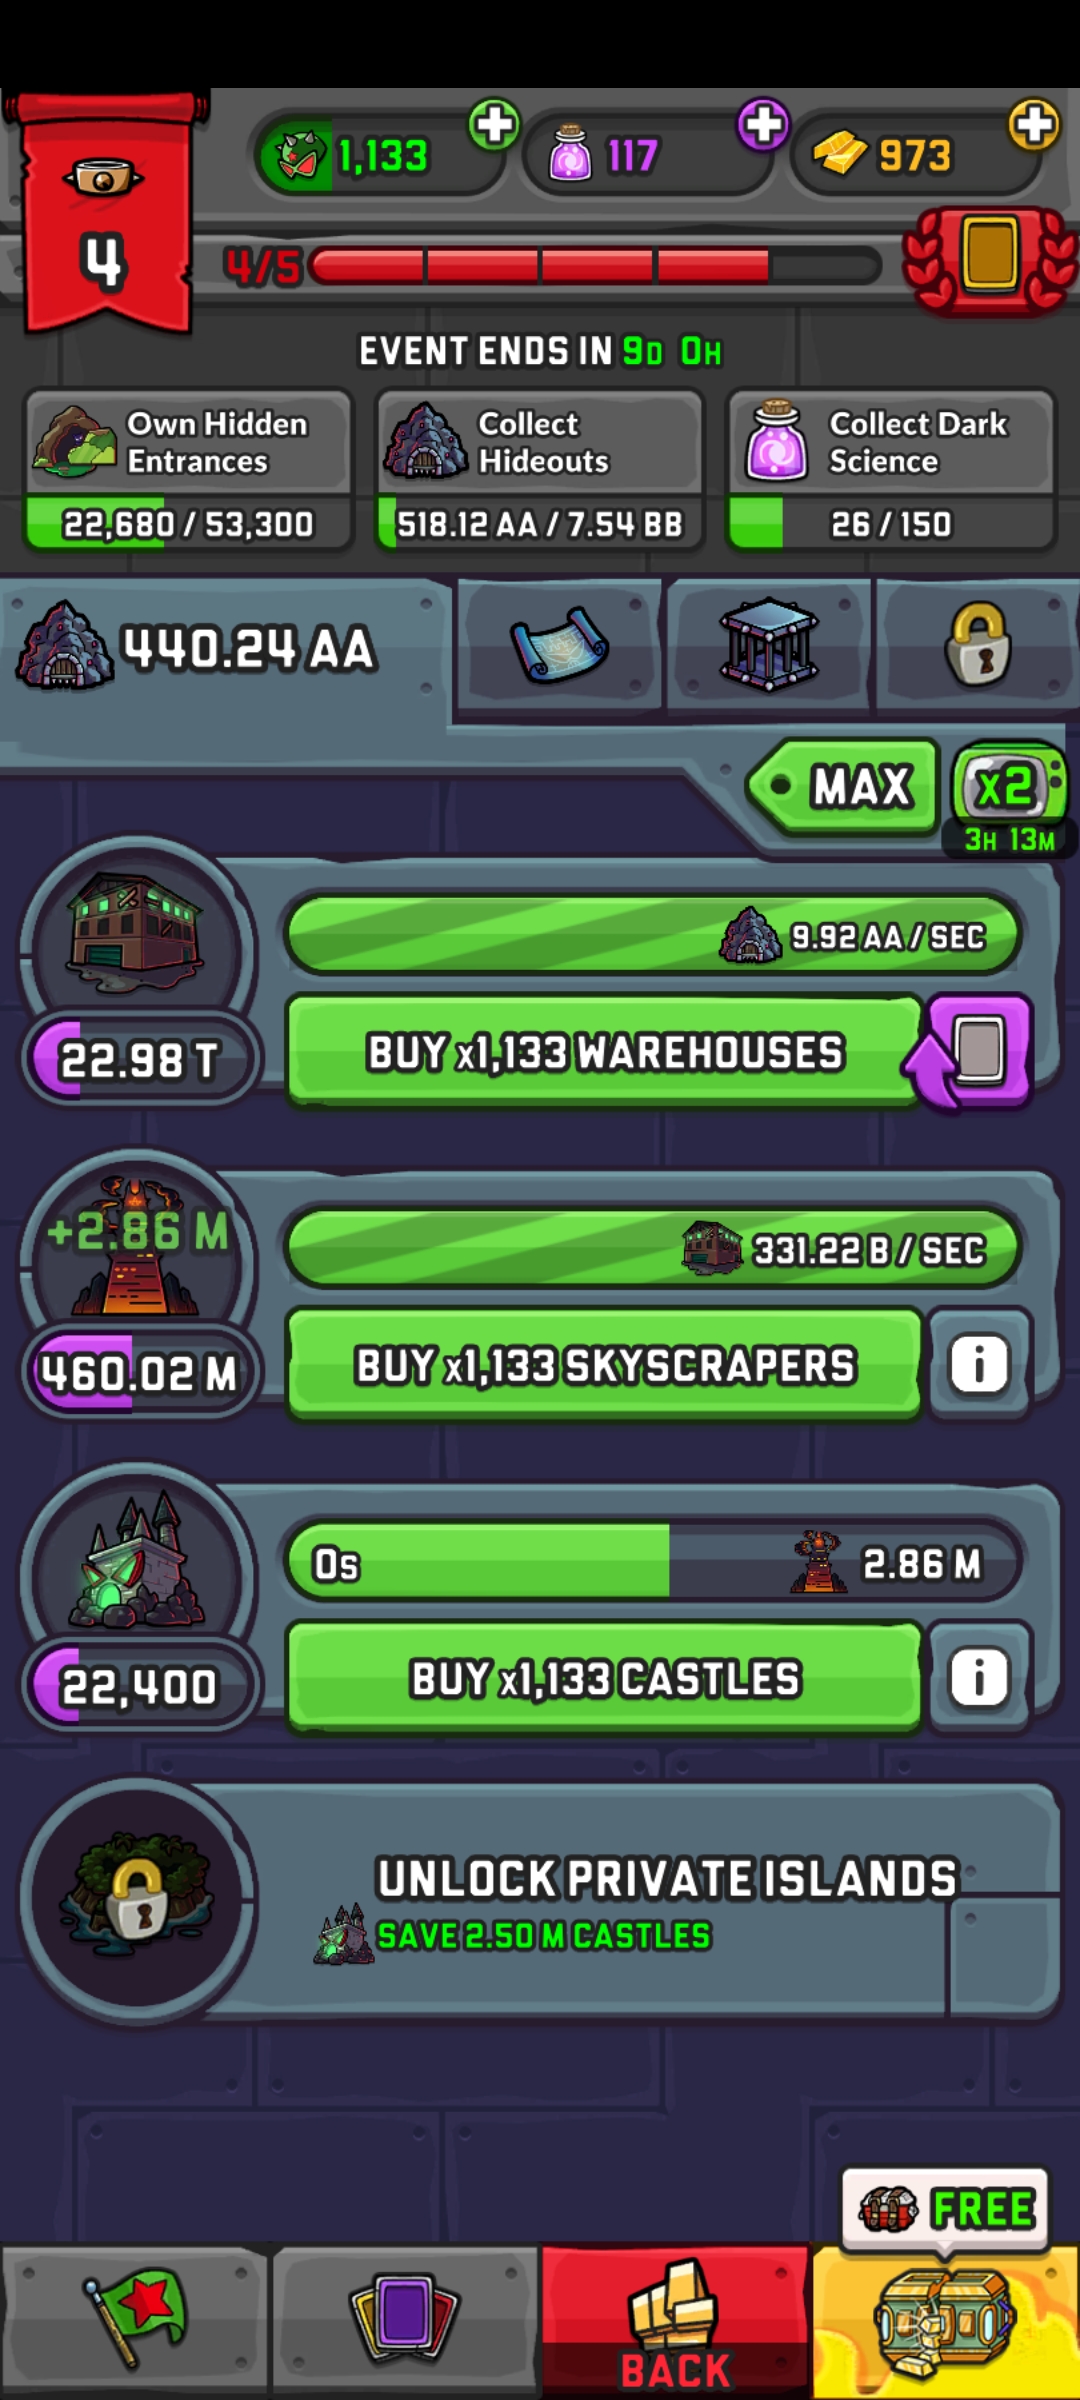 1,133
117
973
4
4/5
EVENT ENDS IN 9D 0H
Own Hidden
Entrances
22,680 / 53,300
Collect
Hideouts
518.12 AA / 7.54 BB
Collect Dark
Science
26 / 150
440.24 AA
MAX
x2
3H 13M
9.92 AA / SEC
22.98 T
BUY x1,133 WAREHOUSES
+2.86 M
331.22 B / SEC
460.02 M
BUY x1,133 SKYSCRAPERS
i
0s
2.86 M
22,400
BUY x1,133 CASTLES
i
UNLOCK PRIVATE ISLANDS
SAVE 2.50 M CASTLES
FREE
BACK